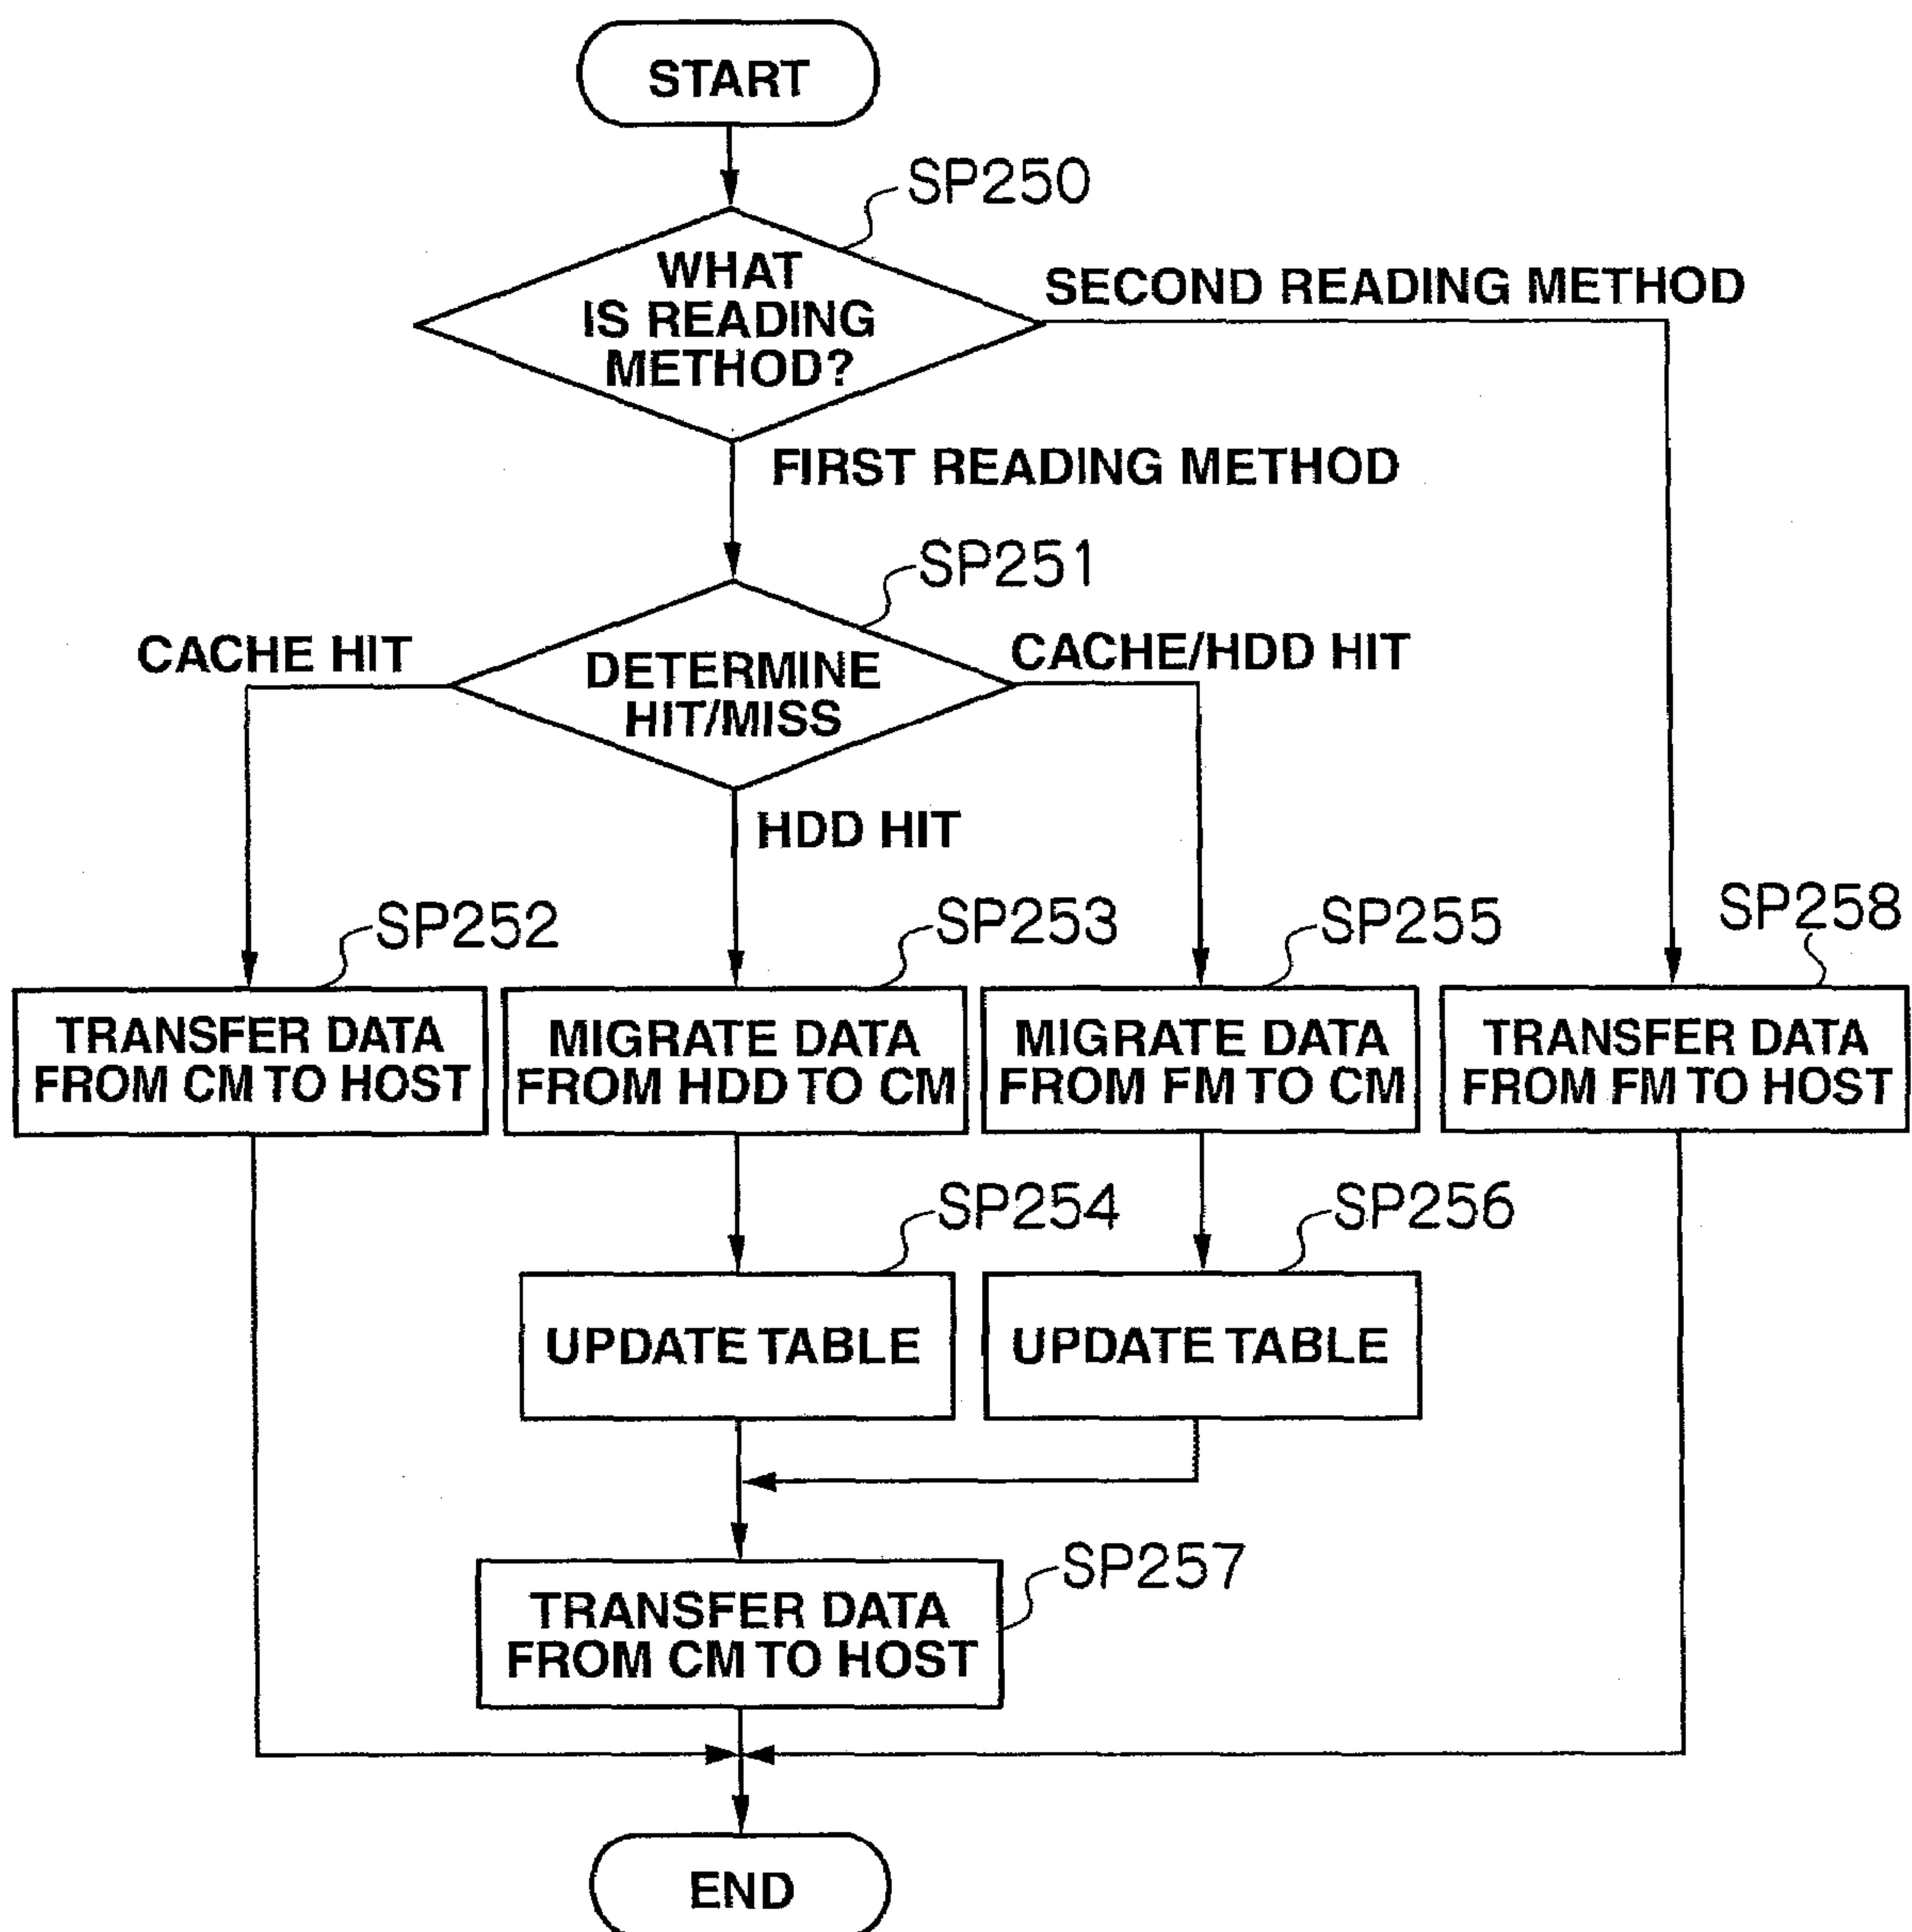 START
SP250
WHAT
IS READING
METHOD?
SECOND READING METHOD
FIRST READING METHOD
SP251
CACHE HIT
DETERMINE
HIT/MISS
CACHE/HDD HIT
HDD HIT
SP252
SP253
SP255
SP258
TRANSFER DATA
FROM CM TO HOST
MIGRATE DATA
FROM HDD TO CM
MIGRATE DATA
FROM FM TO CM
TRANSFER DATA
FROM FM TO HOST
SP254
SP256
UPDATE TABLE
UPDATE TABLE
SP257
TRANSFER DATA
FROM CM TO HOST
END